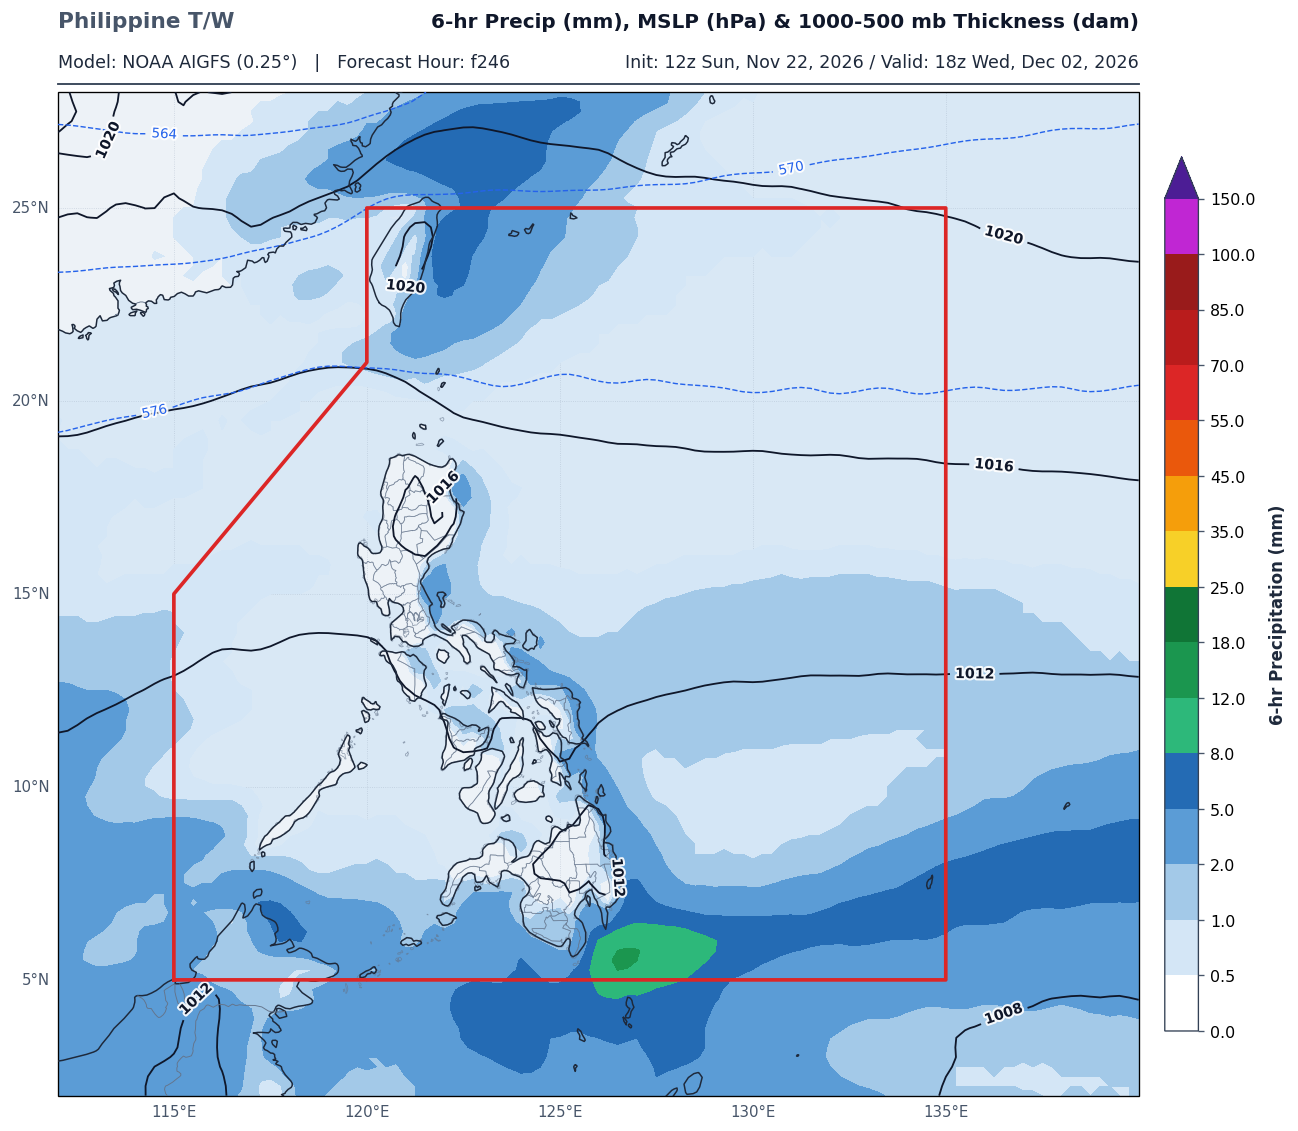 Philippine T/W
6-hr Precip (mm), MSLP (hPa) & 1000-500 mb Thickness (dam)
Model: NOAA AIGFS (0.25°) | Forecast Hour: f246
Init: 12z Sun, Nov 22, 2026 / Valid: 18z Wed, Dec 02, 2026
1020
564
570
1020
1020
576
1016
1016
1012
1012
1012
1008
25°N
20°N
15°N
10°N
5°N
115°E
120°E
125°E
130°E
135°E
150.0
100.0
85.0
70.0
55.0
45.0
35.0
25.0
18.0
12.0
8.0
5.0
2.0
1.0
0.5
0.0
6-hr Precipitation (mm)